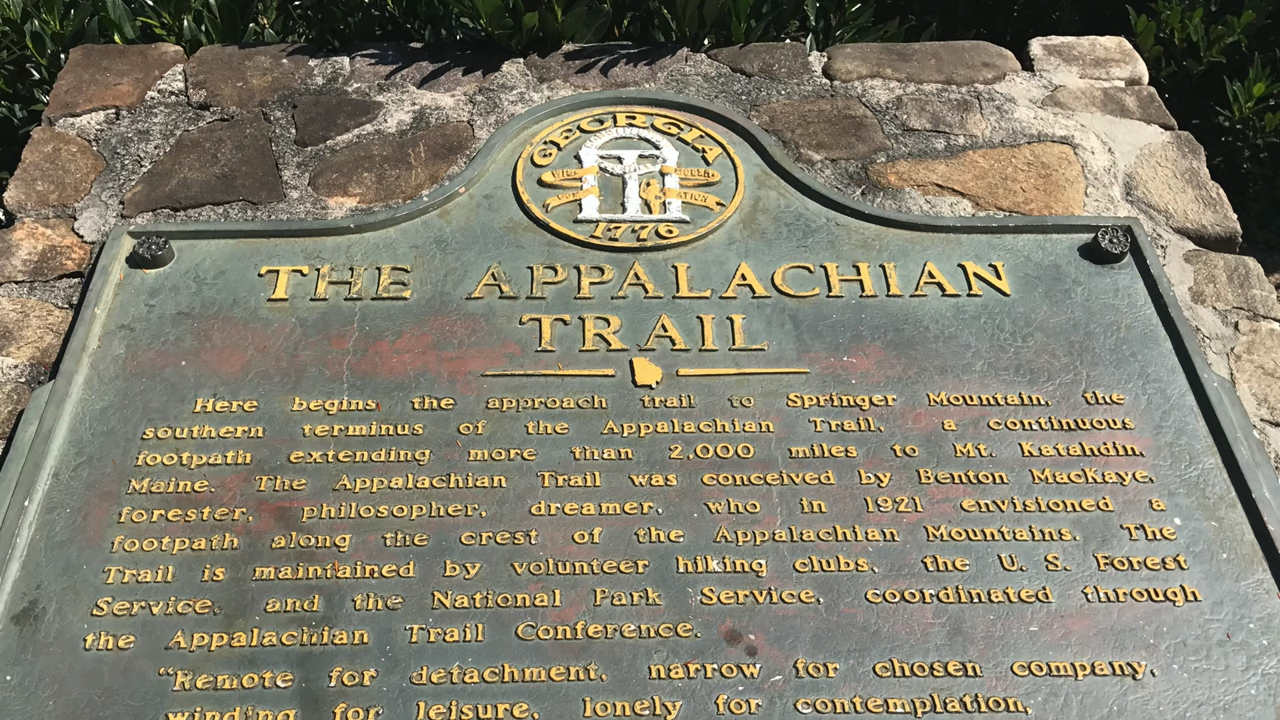 GEORGIA
1776
THE APPALACHIAN
TRAIL
Here begins the approach trail to Springer Mountain, the
southern terminus of the Appalachian Trail, a continuous
footpath extending more than 2,000 miles to Mt. Katahdin,
Maine. The Appalachian Trail was conceived by Benton MacKaye,
forester, philosopher, dreamer, who in 1921 envisioned a
footpath along the crest of the Appalachian Mountains. The
Trail is maintained by volunteer hiking clubs, the U. S. Forest
Service, and the National Park Service, coordinated through
the Appalachian Trail Conference.
“Remote for detachment, narrow for chosen company,
winding for leisure, lonely for contemplation,